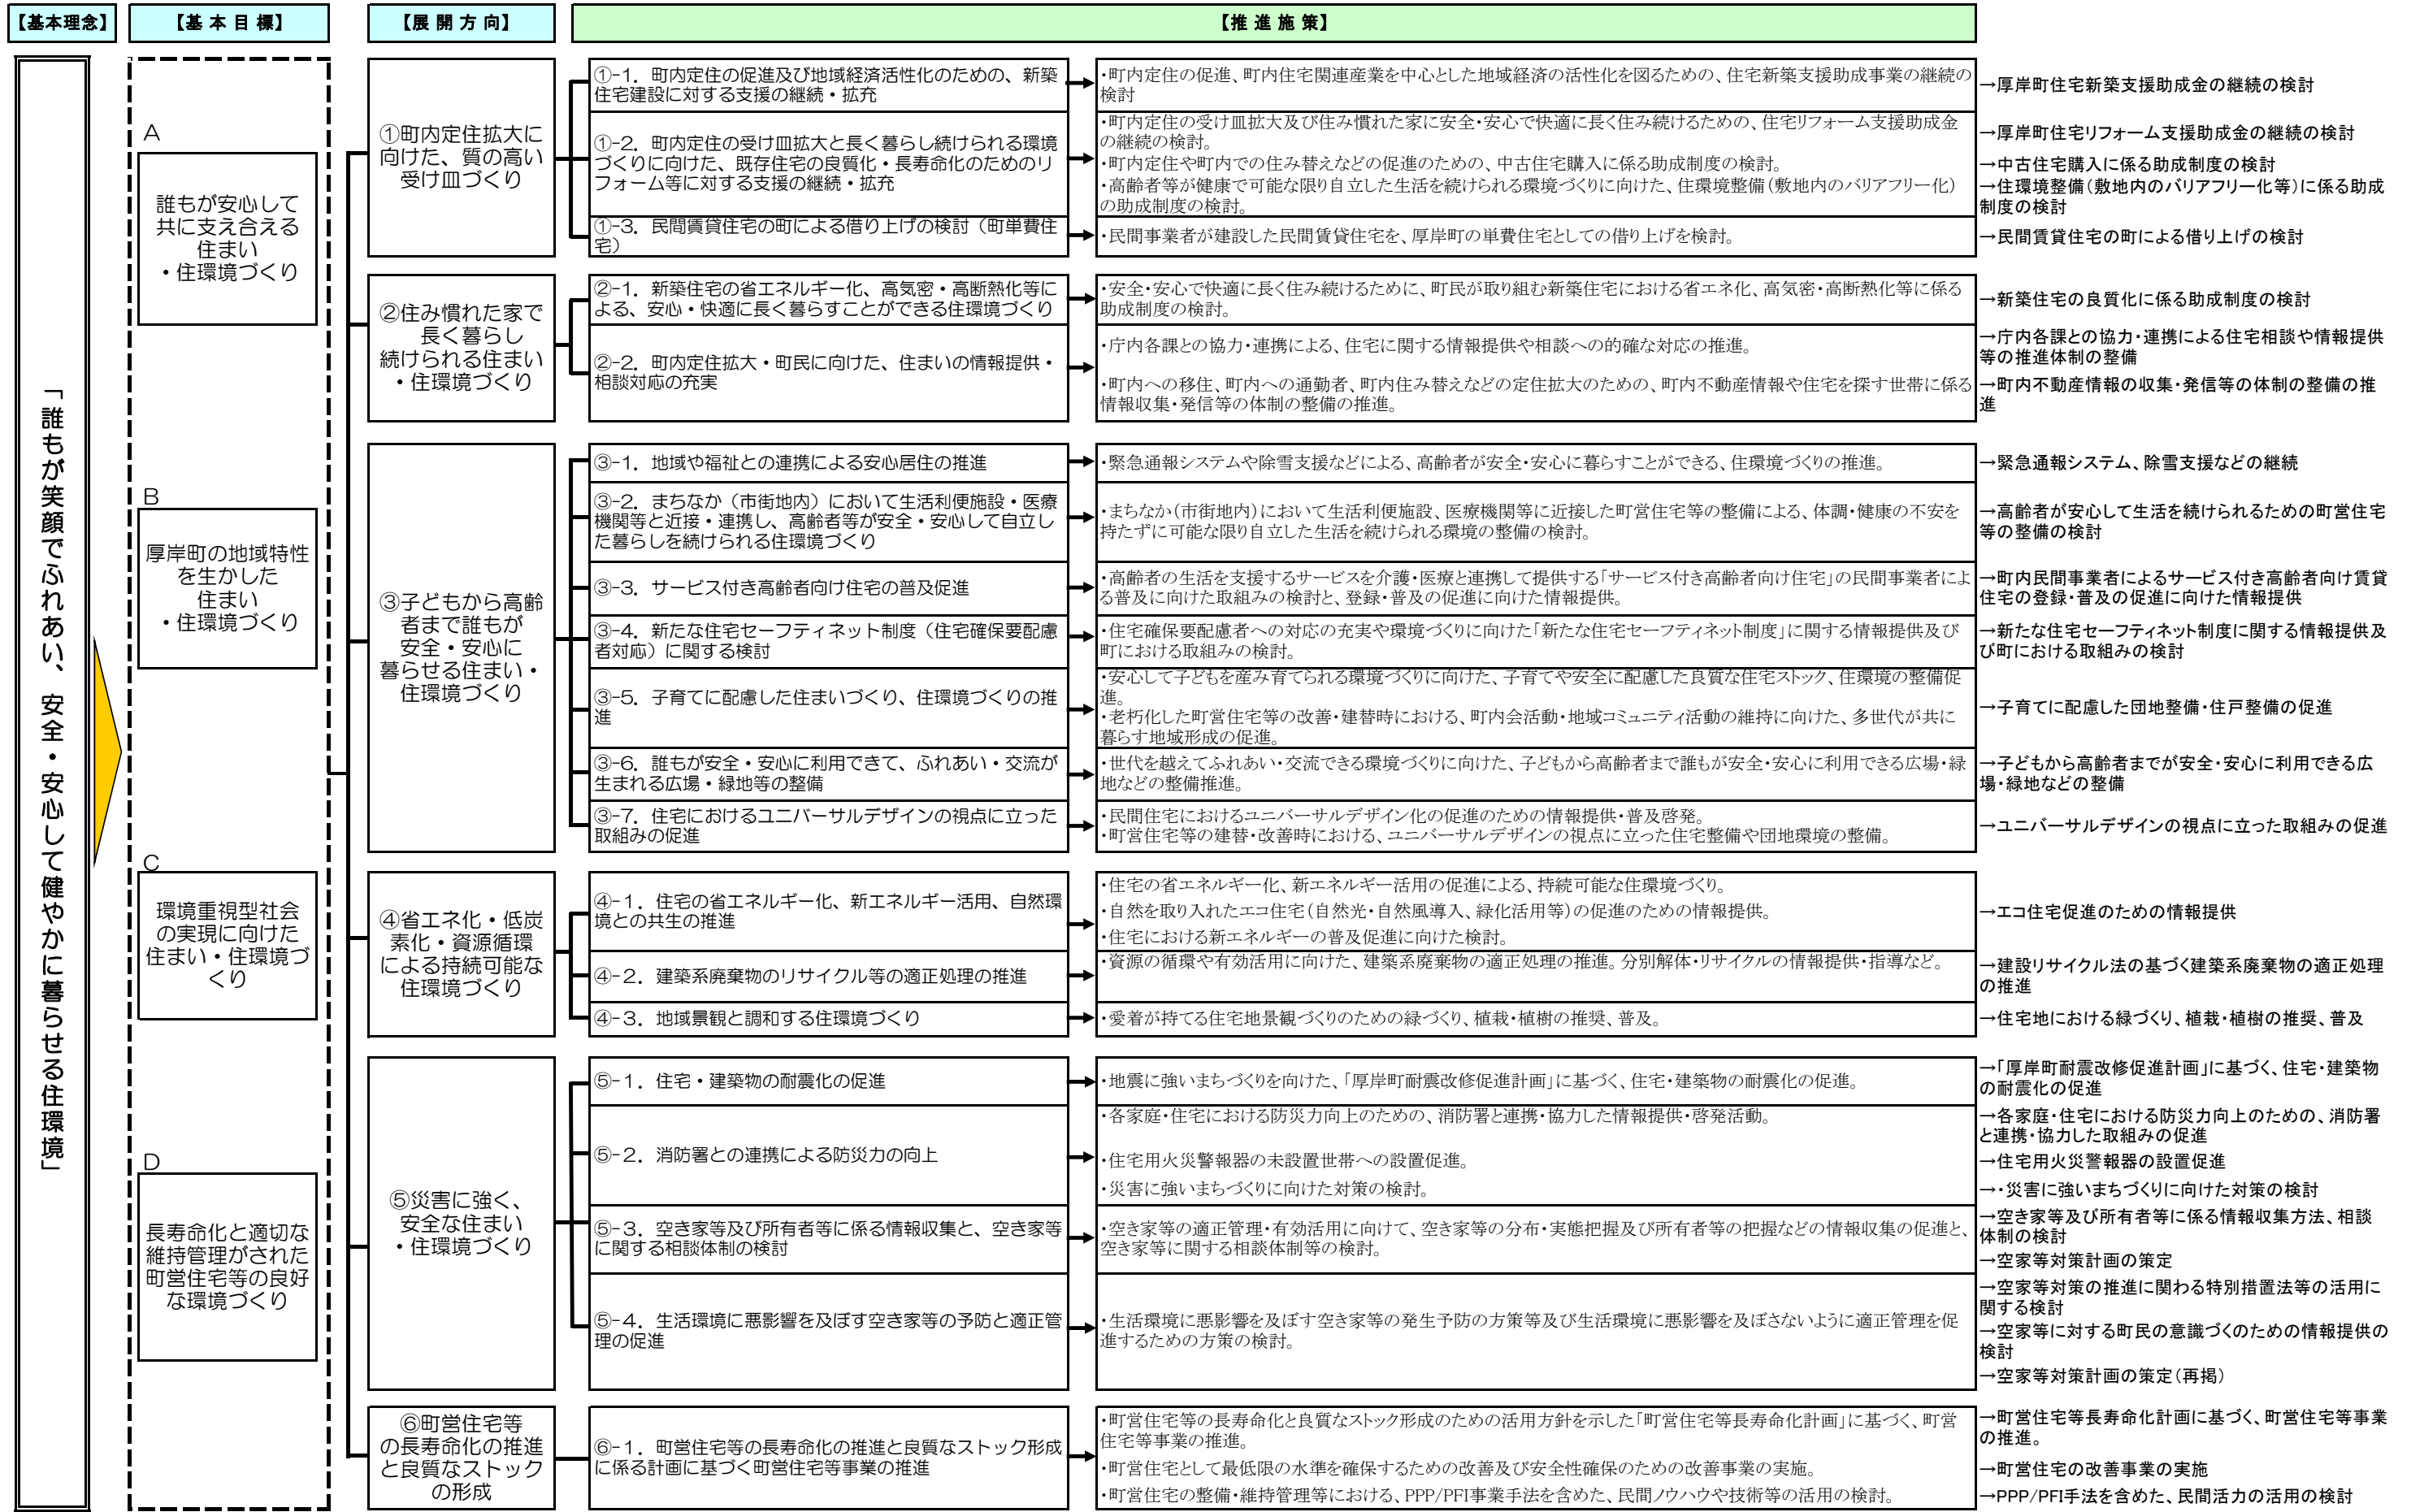 【基本理念】
【基 本 目 標】
【展 開 方 向】
【推 進 施 策】
「誰もが笑顔でふれあい、安全・安心して健やかに暮らせる住環境」
A
誰もが安心して
共に支え合える
住まい
・住環境づくり
B
厚岸町の地域特性
を生かした
住まい
・住環境づくり
C
環境重視型社会
の実現に向けた
住まい・住環境づ
くり
D
長寿命化と適切な
維持管理がされた
町営住宅等の良好
な環境づくり
①町内定住拡大に
向けた、質の高い
受け皿づくり
①-1．町内定住の促進及び地域経済活性化のための、新築
住宅建設に対する支援の継続・拡充
・町内定住の促進、町内住宅関連産業を中心とした地域経済の活性化を図るための、住宅新築支援助成事業の継続の
検討
→厚岸町住宅新築支援助成金の継続の検討
①-2．町内定住の受け皿拡大と長く暮らし続けられる環境
づくりに向けた、既存住宅の良質化・長寿命化のためのリ
フォーム等に対する支援の継続・拡充
・町内定住の受け皿拡大及び住み慣れた家に安全・安心で快適に長く住み続けるための、住宅リフォーム支援助成金
の継続の検討。
・町内定住や町内での住み替えなどの促進のための、中古住宅購入に係る助成制度の検討。
・高齢者等が健康で可能な限り自立した生活を続けられる環境づくりに向けた、住環境整備（敷地内のバリアフリー化）
の助成制度の検討。
→厚岸町住宅リフォーム支援助成金の継続の検討
→中古住宅購入に係る助成制度の検討
→住環境整備（敷地内のバリアフリー化等）に係る助成
制度の検討
①-3．民間賃貸住宅の町による借り上げの検討（町単費住
宅）
・民間事業者が建設した民間賃貸住宅を、厚岸町の単費住宅としての借り上げを検討。
→民間賃貸住宅の町による借り上げの検討
②住み慣れた家で
長く暮らし
続けられる住まい
・住環境づくり
②-1．新築住宅の省エネルギー化、高気密・高断熱化等に
よる、安心・快適に長く暮らすことができる住環境づくり
・安全・安心で快適に長く住み続けるために、町民が取り組む新築住宅における省エネ化、高気密・高断熱化等に係る
助成制度の検討。
→新築住宅の良質化に係る助成制度の検討
②-2．町内定住拡大・町民に向けた、住まいの情報提供・
相談対応の充実
・庁内各課との協力・連携による、住宅に関する情報提供や相談への的確な対応の推進。
・町内への移住、町内への通勤者、町内住み替えなどの定住拡大のための、町内不動産情報や住宅を探す世帯に係る
情報収集・発信等の体制の整備の推進。
→庁内各課との協力・連携による住宅相談や情報提供
等の推進体制の整備
→町内不動産情報の収集・発信等の体制の整備の推
進
③子どもから高齢
者まで誰もが
安全・安心に
暮らせる住まい・
住環境づくり
③-1．地域や福祉との連携による安心居住の推進
・緊急通報システムや除雪支援などによる、高齢者が安全・安心に暮らすことができる、住環境づくりの推進。
→緊急通報システム、除雪支援などの継続
③-2．まちなか（市街地内）において生活利便施設・医療
機関等と近接・連携し、高齢者等が安全・安心して自立し
た暮らしを続けられる住環境づくり
・まちなか（市街地内）において生活利便施設、医療機関等に近接した町営住宅等の整備による、体調・健康の不安を
持たずに可能な限り自立した生活を続けられる環境の整備の検討。
→高齢者が安心して生活を続けられるための町営住宅
等の整備の検討
③-3．サービス付き高齢者向け住宅の普及促進
・高齢者の生活を支援するサービスを介護・医療と連携して提供する「サービス付き高齢者向け住宅」の民間事業者によ
る普及に向けた取組みの検討と、登録・普及の促進に向けた情報提供。
→町内民間事業者によるサービス付き高齢者向け賃貸
住宅の登録・普及の促進に向けた情報提供
③-4．新たな住宅セーフティネット制度（住宅確保要配慮
者対応）に関する検討
・住宅確保要配慮者への対応の充実や環境づくりに向けた「新たな住宅セーフティネット制度」に関する情報提供及び
町における取組みの検討。
→新たな住宅セーフティネット制度に関する情報提供及
び町における取組みの検討
③-5．子育てに配慮した住まいづくり、住環境づくりの推
進
・安心して子どもを産み育てられる環境づくりに向けた、子育てや安全に配慮した良質な住宅ストック、住環境の整備促
進。
・老朽化した町営住宅等の改善・建替時における、町内会活動・地域コミュニティ活動の維持に向けた、多世代が共に
暮らす地域形成の促進。
→子育てに配慮した団地整備・住戸整備の促進
③-6．誰もが安全・安心に利用できて、ふれあい・交流が
生まれる広場・緑地等の整備
・世代を越えてふれあい・交流できる環境づくりに向けた、子どもから高齢者まで誰もが安全・安心に利用できる広場・緑
地などの整備推進。
→子どもから高齢者までが安全・安心に利用できる広
場・緑地などの整備
③-7．住宅におけるユニバーサルデザインの視点に立った
取組みの促進
・民間住宅におけるユニバーサルデザイン化の促進のための情報提供・普及啓発。
・町営住宅等の建替・改善時における、ユニバーサルデザインの視点に立った住宅整備や団地環境の整備。
→ユニバーサルデザインの視点に立った取組みの促進
④省エネ化・低炭
素化・資源循環
による持続可能な
住環境づくり
④-1．住宅の省エネルギー化、新エネルギー活用、自然環
境との共生の推進
・住宅の省エネルギー化、新エネルギー活用の促進による、持続可能な住環境づくり。
・自然を取り入れたエコ住宅（自然光・自然風導入、緑化活用等）の促進のための情報提供。
・住宅における新エネルギーの普及促進に向けた検討。
→エコ住宅促進のための情報提供
④-2．建築系廃棄物のリサイクル等の適正処理の推進
・資源の循環や有効活用に向けた、建築系廃棄物の適正処理の推進。分別解体・リサイクルの情報提供・指導など。
→建設リサイクル法の基づく建築系廃棄物の適正処理
の推進
④-3．地域景観と調和する住環境づくり
・愛着が持てる住宅地景観づくりのための緑づくり、植栽・植樹の推奨、普及。
→住宅地における緑づくり、植栽・植樹の推奨、普及
⑤災害に強く、
安全な住まい
・住環境づくり
⑤-1．住宅・建築物の耐震化の促進
・地震に強いまちづくりを向けた、「厚岸町耐震改修促進計画」に基づく、住宅・建築物の耐震化の促進。
→「厚岸町耐震改修促進計画」に基づく、住宅・建築物
の耐震化の促進
⑤-2．消防署との連携による防災力の向上
・各家庭・住宅における防災力向上のための、消防署と連携・協力した情報提供・啓発活動。
・住宅用火災警報器の未設置世帯への設置促進。
・災害に強いまちづくりに向けた対策の検討。
→各家庭・住宅における防災力向上のための、消防署
と連携・協力した取組みの促進
→住宅用火災警報器の設置促進
→・災害に強いまちづくりに向けた対策の検討
⑤-3．空き家等及び所有者等に係る情報収集と、空き家等
に関する相談体制の検討
・空き家等の適正管理・有効活用に向けて、空き家等の分布・実態把握及び所有者等の把握などの情報収集の促進と、
空き家等に関する相談体制等の検討。
→空き家等及び所有者等に係る情報収集方法、相談
体制の検討
→空家等対策計画の策定
⑤-4．生活環境に悪影響を及ぼす空き家等の予防と適正管
理の促進
・生活環境に悪影響を及ぼす空き家等の発生予防の方策等及び生活環境に悪影響を及ぼさないように適正管理を促
進するための方策の検討。
→空家等対策の推進に関わる特別措置法等の活用に
関する検討
→空家等に対する町民の意識づくのための情報提供の
検討
→空家等対策計画の策定（再掲）
⑥町営住宅等
の長寿命化の推進
と良質なストック
の形成
⑥-1．町営住宅等の長寿命化の推進と良質なストック形成
に係る計画に基づく町営住宅等事業の推進
・町営住宅等の長寿命化と良質なストック形成のための活用方針を示した「町営住宅等長寿命化計画」に基づく、町営
住宅等事業の推進。
・町営住宅として最低限の水準を確保するための改善及び安全性確保のための改善事業の実施。
・町営住宅の整備・維持管理等における、PPP/PFI事業手法を含めた、民間ノウハウや技術等の活用の検討。
→町営住宅等長寿命化計画に基づく、町営住宅等事業
の推進。
→町営住宅の改善事業の実施
→PPP/PFI手法を含めた、民間活力の活用の検討